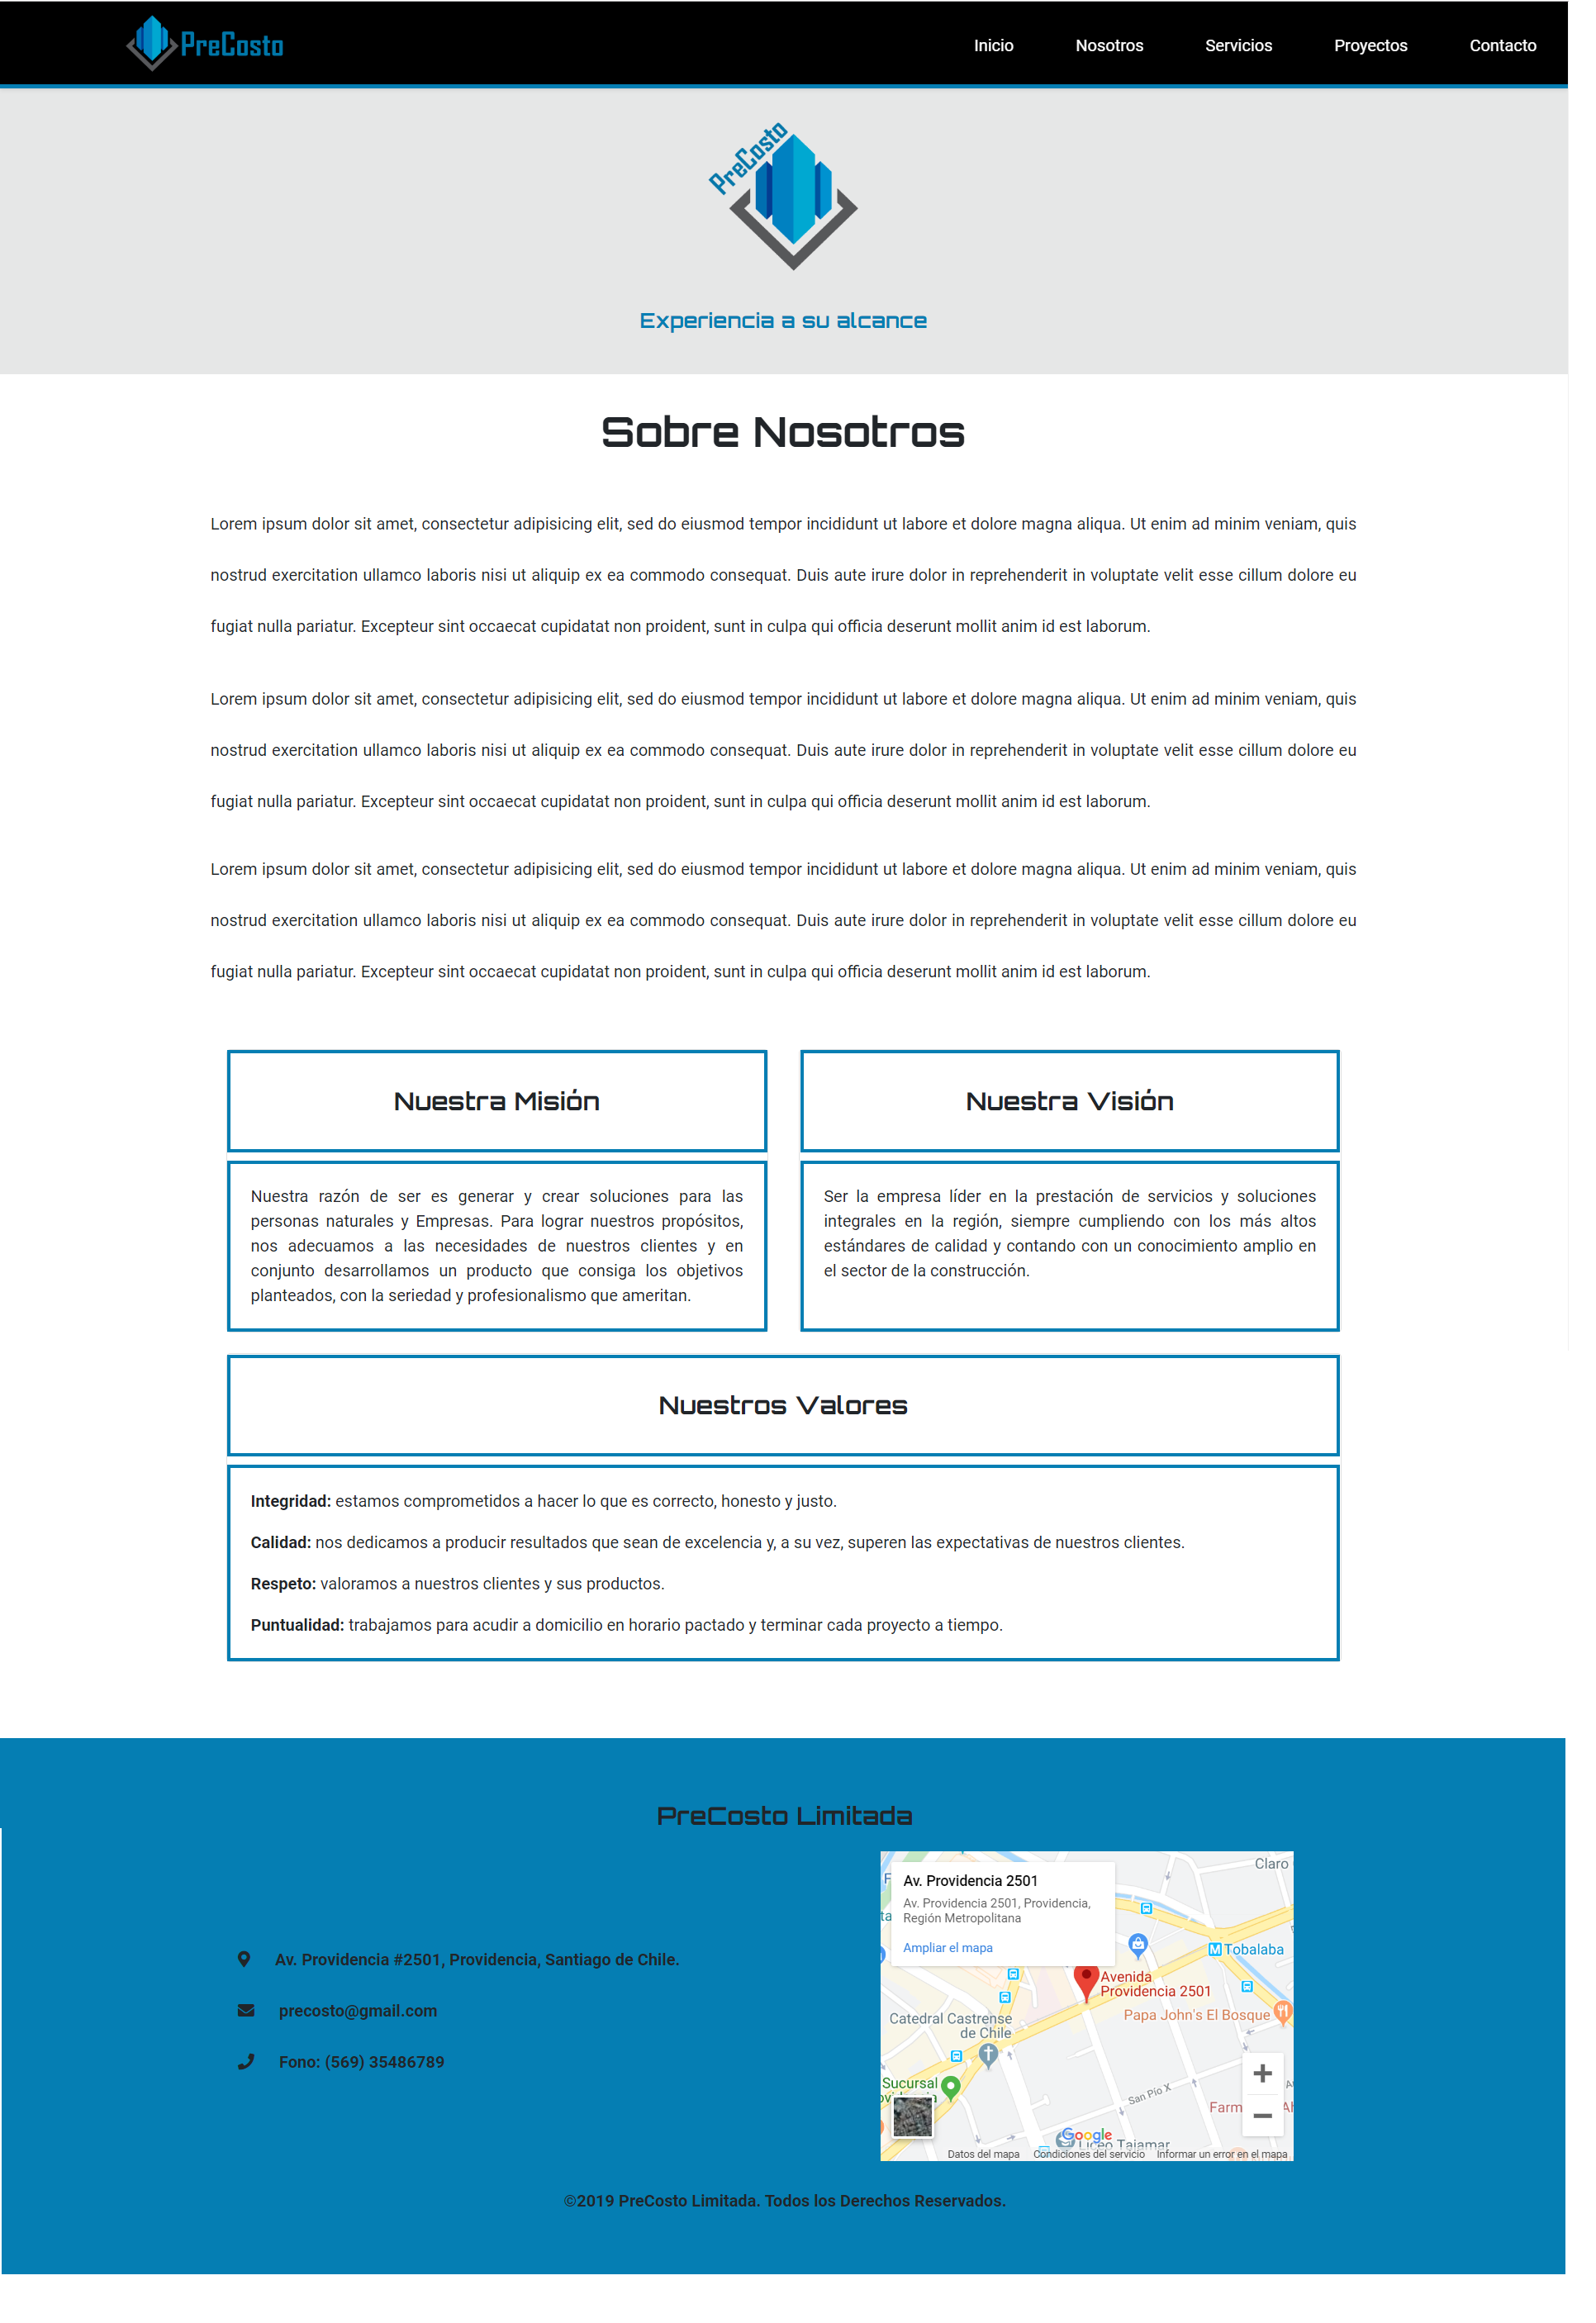 PreCosto
Inicio
Nosotros
Servicios
Proyectos
Contacto
PreCosto
Experiencia a su alcance
Sobre Nosotros
Lorem ipsum dolor sit amet, consectetur adipisicing elit, sed do eiusmod tempor incididunt ut labore et dolore magna aliqua. Ut enim ad minim veniam, quis
nostrud exercitation ullamco laboris nisi ut aliquip ex ea commodo consequat. Duis aute irure dolor in reprehenderit in voluptate velit esse cillum dolore eu
fugiat nulla pariatur. Excepteur sint occaecat cupidatat non proident, sunt in culpa qui officia deserunt mollit anim id est laborum.
Lorem ipsum dolor sit amet, consectetur adipisicing elit, sed do eiusmod tempor incididunt ut labore et dolore magna aliqua. Ut enim ad minim veniam, quis
nostrud exercitation ullamco laboris nisi ut aliquip ex ea commodo consequat. Duis aute irure dolor in reprehenderit in voluptate velit esse cillum dolore eu
fugiat nulla pariatur. Excepteur sint occaecat cupidatat non proident, sunt in culpa qui officia deserunt mollit anim id est laborum.
Lorem ipsum dolor sit amet, consectetur adipisicing elit, sed do eiusmod tempor incididunt ut labore et dolore magna aliqua. Ut enim ad minim veniam, quis
nostrud exercitation ullamco laboris nisi ut aliquip ex ea commodo consequat. Duis aute irure dolor in reprehenderit in voluptate velit esse cillum dolore eu
fugiat nulla pariatur. Excepteur sint occaecat cupidatat non proident, sunt in culpa qui officia deserunt mollit anim id est laborum.
Nuestra Misión
Nuestra razón de ser es generar y crear soluciones para las
personas naturales y Empresas. Para lograr nuestros propósitos,
nos adecuamos a las necesidades de nuestros clientes y en
conjunto desarrollamos un producto que consiga los objetivos
planteados, con la seriedad y profesionalismo que ameritan.
Nuestra Visión
Ser la empresa líder en la prestación de servicios y soluciones
integrales en la región, siempre cumpliendo con los más altos
estándares de calidad y contando con un conocimiento amplio en
el sector de la construcción.
Nuestros Valores
Integridad: estamos comprometidos a hacer lo que es correcto, honesto y justo.
Calidad: nos dedicamos a producir resultados que sean de excelencia y, a su vez, superen las expectativas de nuestros clientes.
Respeto: valoramos a nuestros clientes y sus productos.
Puntualidad: trabajamos para acudir a domicilio en horario pactado y terminar cada proyecto a tiempo.
PreCosto Limitada
Av. Providencia #2501, Providencia, Santiago de Chile.
precosto@gmail.com
Fono: (569) 35486789
Av. Providencia 2501
Av. Providencia 2501, Providencia,
Región Metropolitana
Ampliar el mapa
Claro
M Tobalaba
Avenida
Providencia 2501
Papa John's El Bosque
Catedral Castrense
de Chile
Sucursal
San Pio X
Farm
Google
Liceo Tajamar
Datos del mapa
Condiciones del servicio
Informar un error en el mapa
©2019 PreCosto Limitada. Todos los Derechos Reservados.